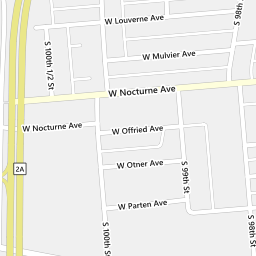 W Louverne Ave
S 98th
S 100th 1/2 St
W Mulvier Ave
W Nocturne Ave
W Nocturne Ave
W Offried Ave
2A
W Otner Ave
S 99th St
W Parten Ave
S 100th St
S 98th St